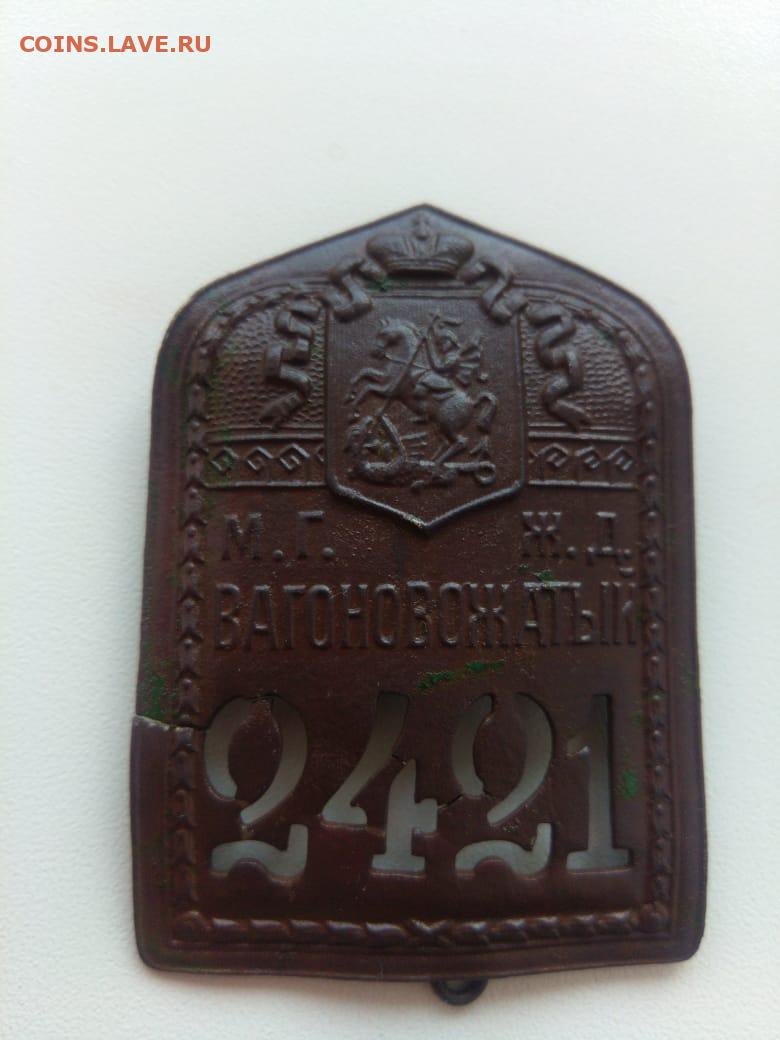 COINS.LAVE.RU
М.Г. Ж.Д.
ВАГОНОВОЖАТЫЙ
2421